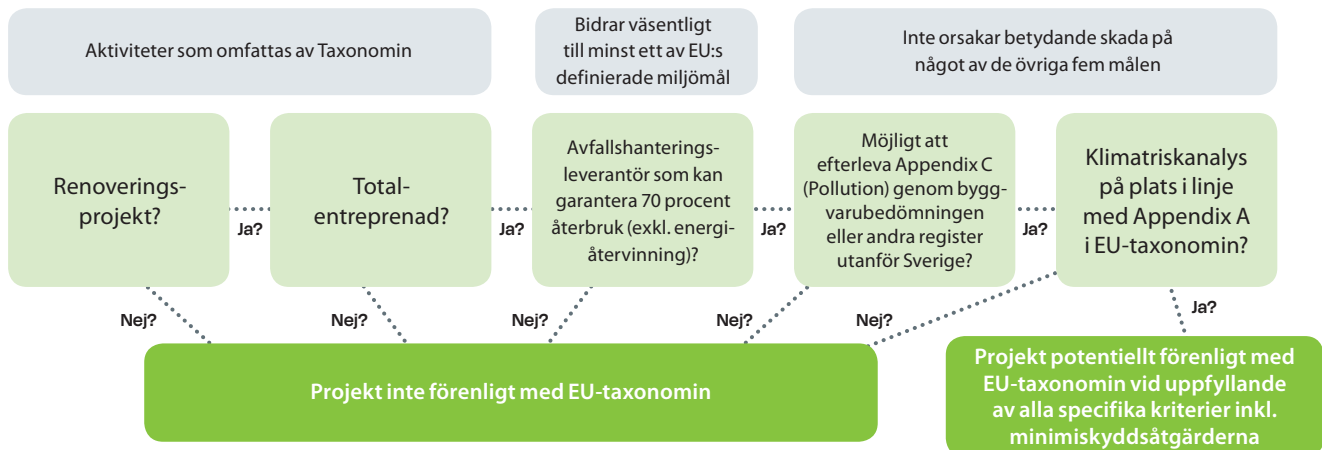 Aktiviteter som omfattas av Taxonomin
Bidrar väsentligt
till minst ett av EU:s
definierade miljömål
Inte orsakar betydande skada på
något av de övriga fem målen
Renoverings-
projekt?
Ja?
Total-
entreprenad?
Ja?
Avfallshanterings-
leverantör som kan
garantera 70 procent
återbruk (exkl. energi-
återvinning)?
Ja?
Möjligt att
efterleva Appendix C
(Pollution) genom bygg-
varubedömningen
eller andra register
utanför Sverige?
Ja?
Klimatriskanalys
på plats i linje
med Appendix A
i EU-taxonomin?
Nej?
Nej?
Nej?
Nej?
Nej?
Ja?
Projekt inte förenligt med EU-taxonomin
Projekt potentiellt förenligt med
EU-taxonomin vid uppfyllande
av alla specifika kriterier inkl.
minimiskyddsåtgärderna